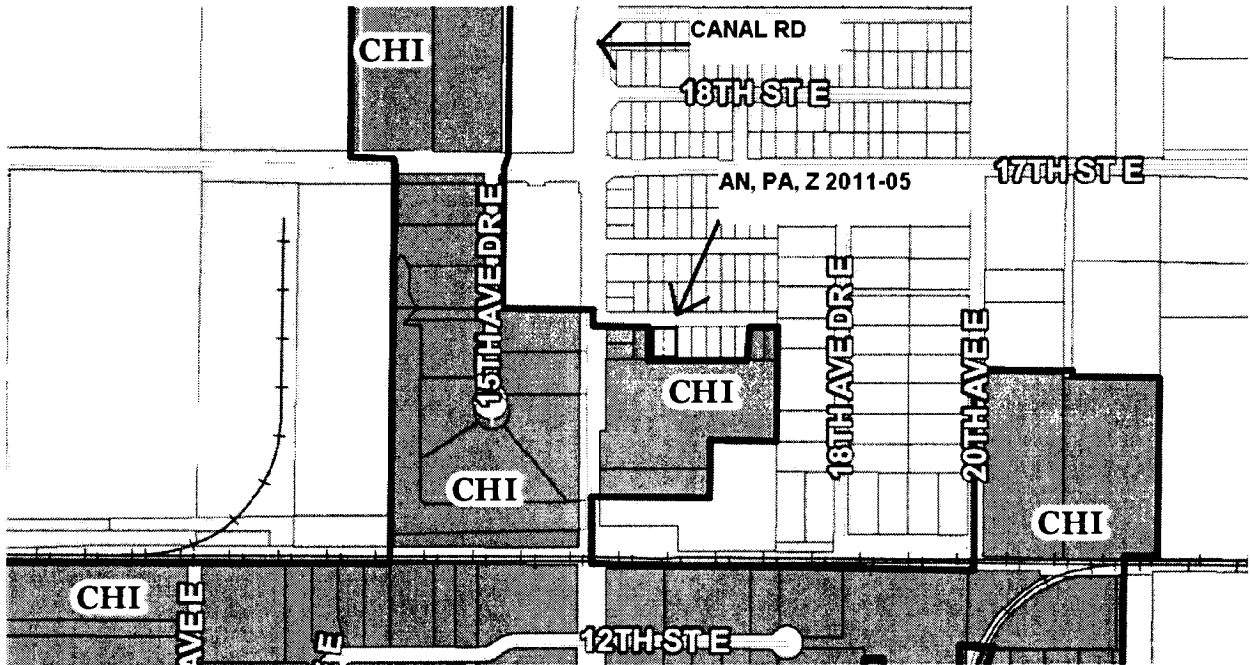 CHI
CANAL RD
18TH ST E
17TH ST E
AN, PA, Z 2011-05
15TH AVE DR E
18TH AVE DR E
20TH AVE E
CHI
CHI
CHI
CHI
AVE E
E
12TH ST E